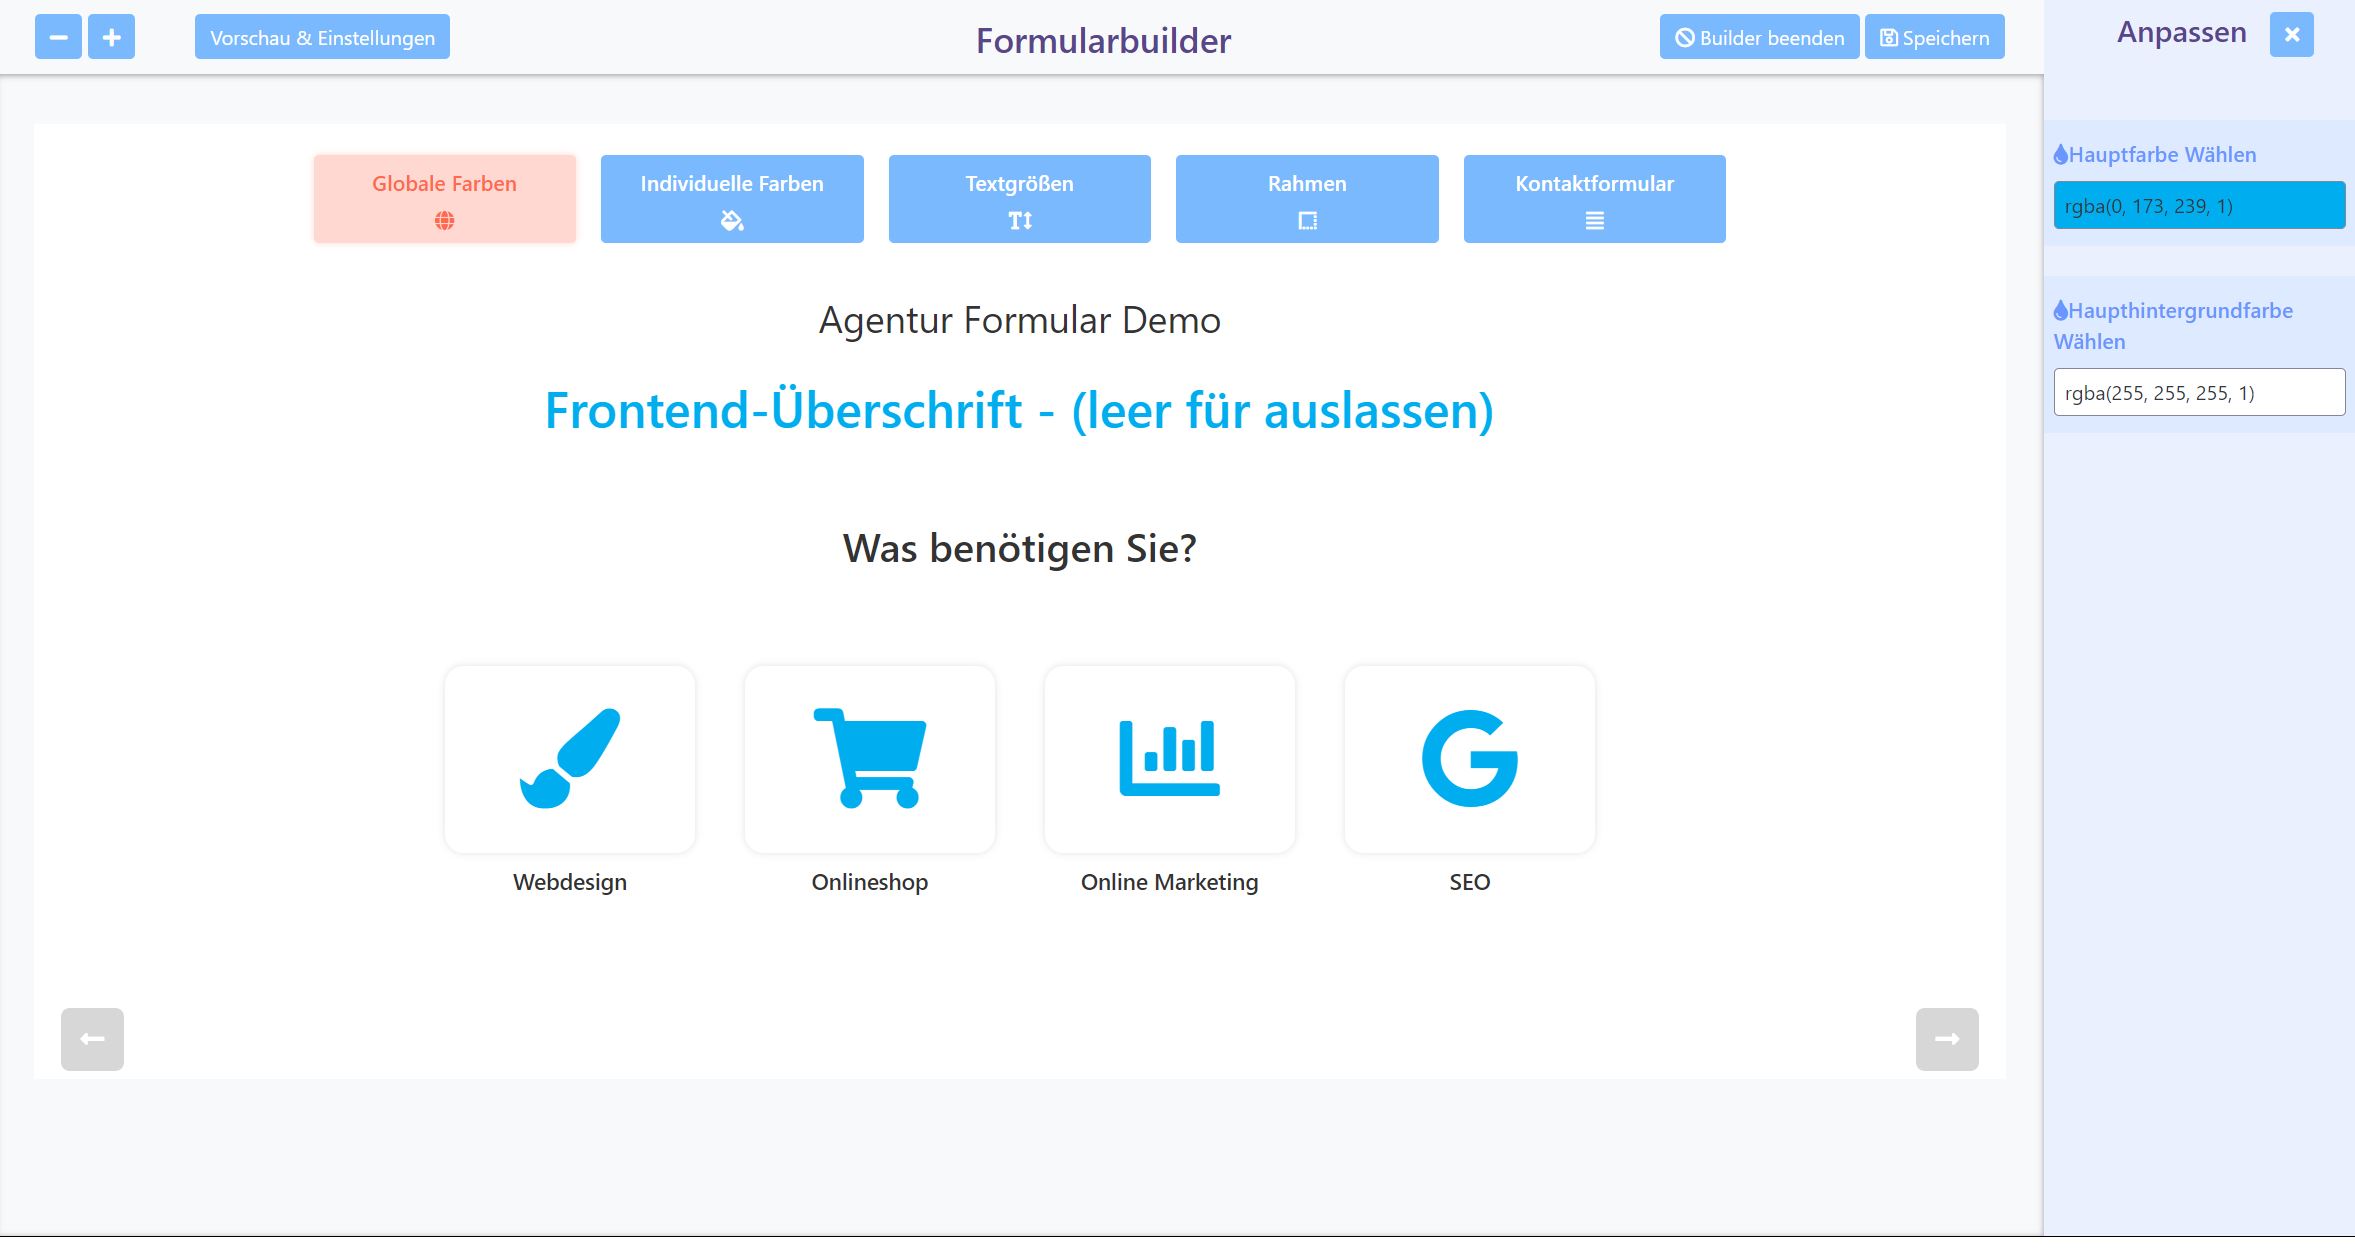 Vorschau & Einstellungen
Formularbuilder
Builder beenden
Speichern
Anpassen
Globale Farben
Individuelle Farben
Textgrößen
Rahmen
Kontaktformular
Agentur Formular Demo
Frontend-Überschrift - (leer für auslassen)
Was benötigen Sie?
Webdesign
Onlineshop
Online Marketing
SEO
Hauptfarbe Wählen
rgba(0, 173, 239, 1)
Haupthintergrundfarbe
Wählen
rgba(255, 255, 255, 1)